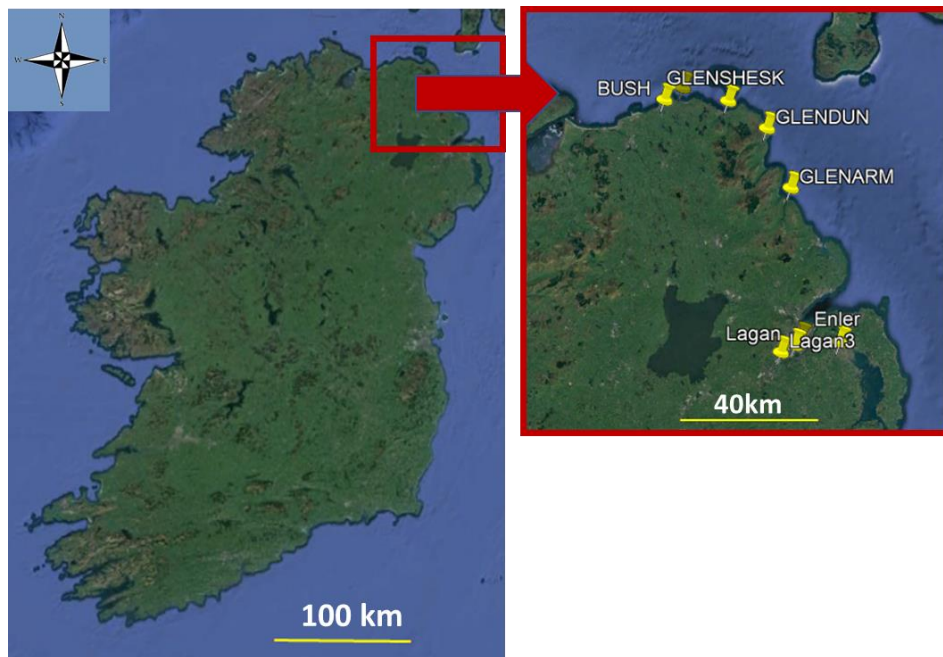 N
W E
S
100 km
BUSH
GLENSHESK
GLENDUN
GLENARM
Enler
Lagan
Lagan3
40km